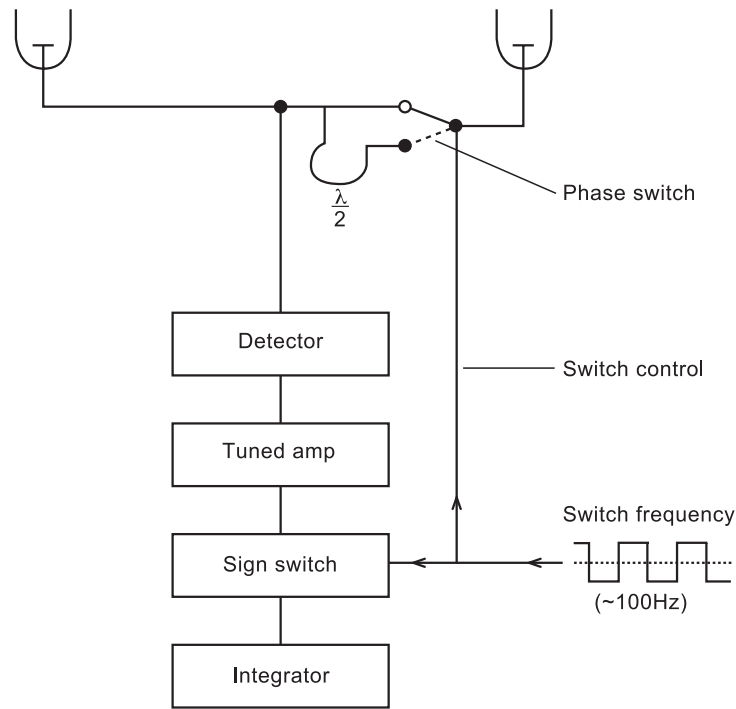 λ
2
Phase switch
Detector
Switch control
Tuned amp
Switch frequency
Sign switch
(~100Hz)
Integrator